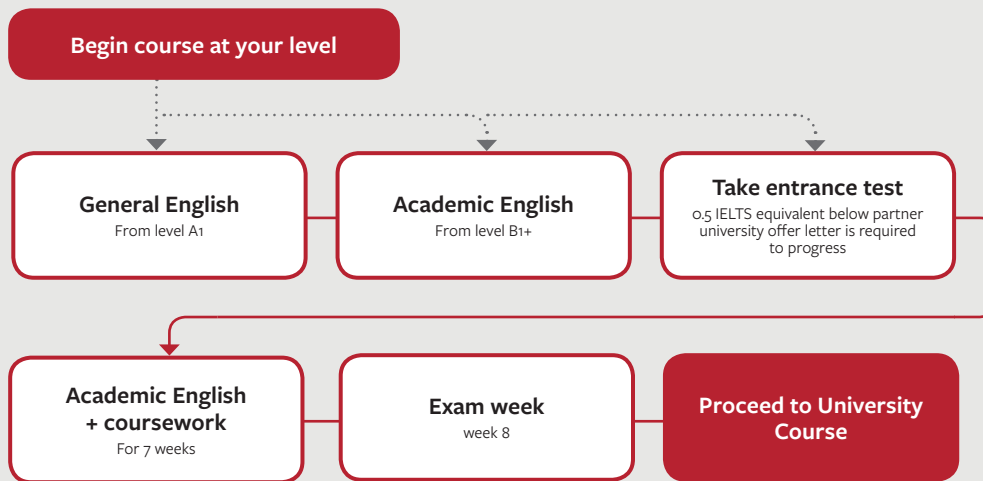 Begin course at your level
General English
From level A1
Academic English
From level B1+
Take entrance test
0.5 IELTS equivalent below partner
university offer letter is required
to progress
Academic English
+ coursework
For 7 weeks
Exam week
week 8
Proceed to University
Course